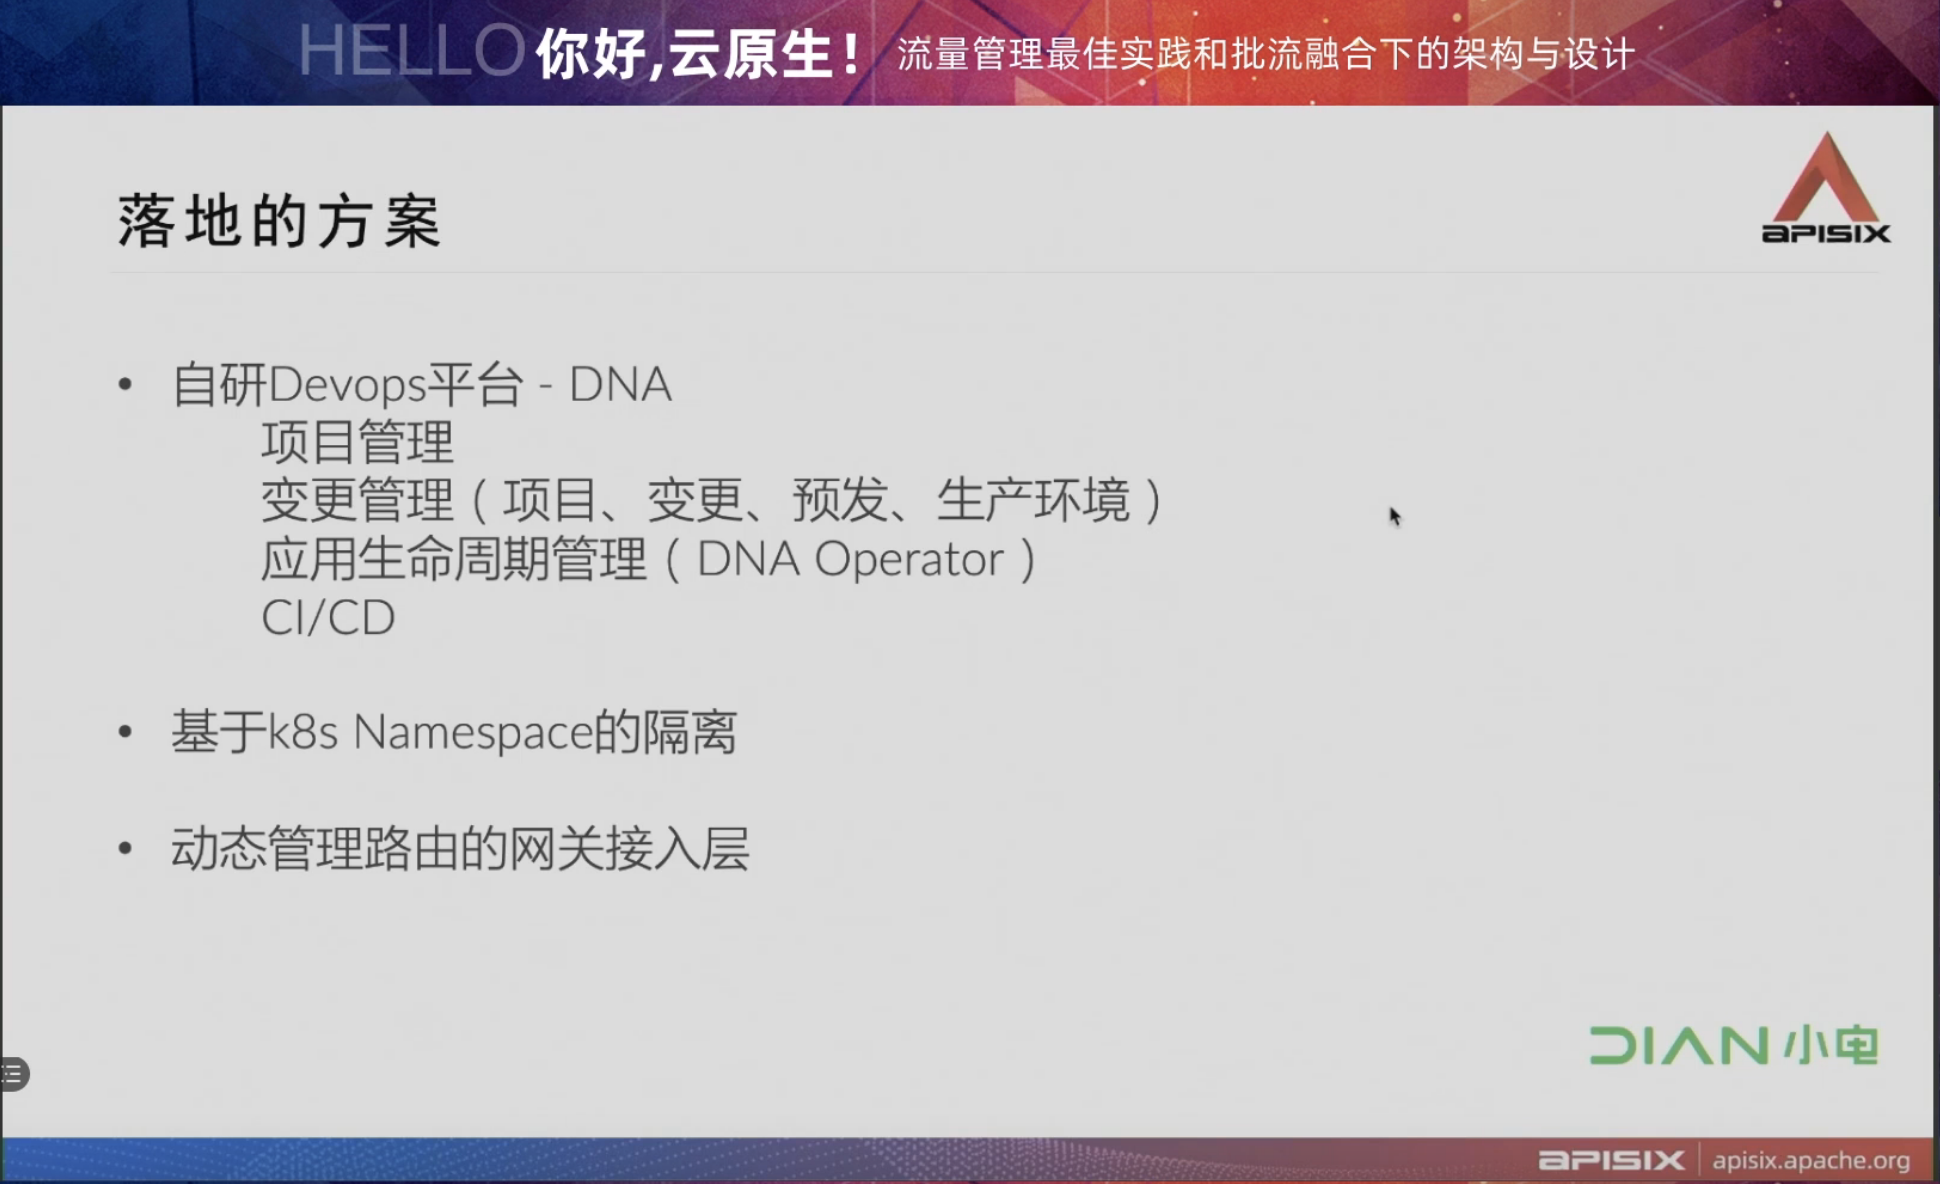 HELLO 你好,云原生! 流量管理最佳实践和批流融合下的架构与设计
APISIX
落地的方案
• 自研Devops平台 - DNA
项目管理
变更管理（项目、变更、预发、生产环境）
应用生命周期管理（DNA Operator）
CI/CD
• 基于k8s Namespace的隔离
• 动态管理路由的网关接入层
DIAN 小电
APISIX | apisix.apache.org